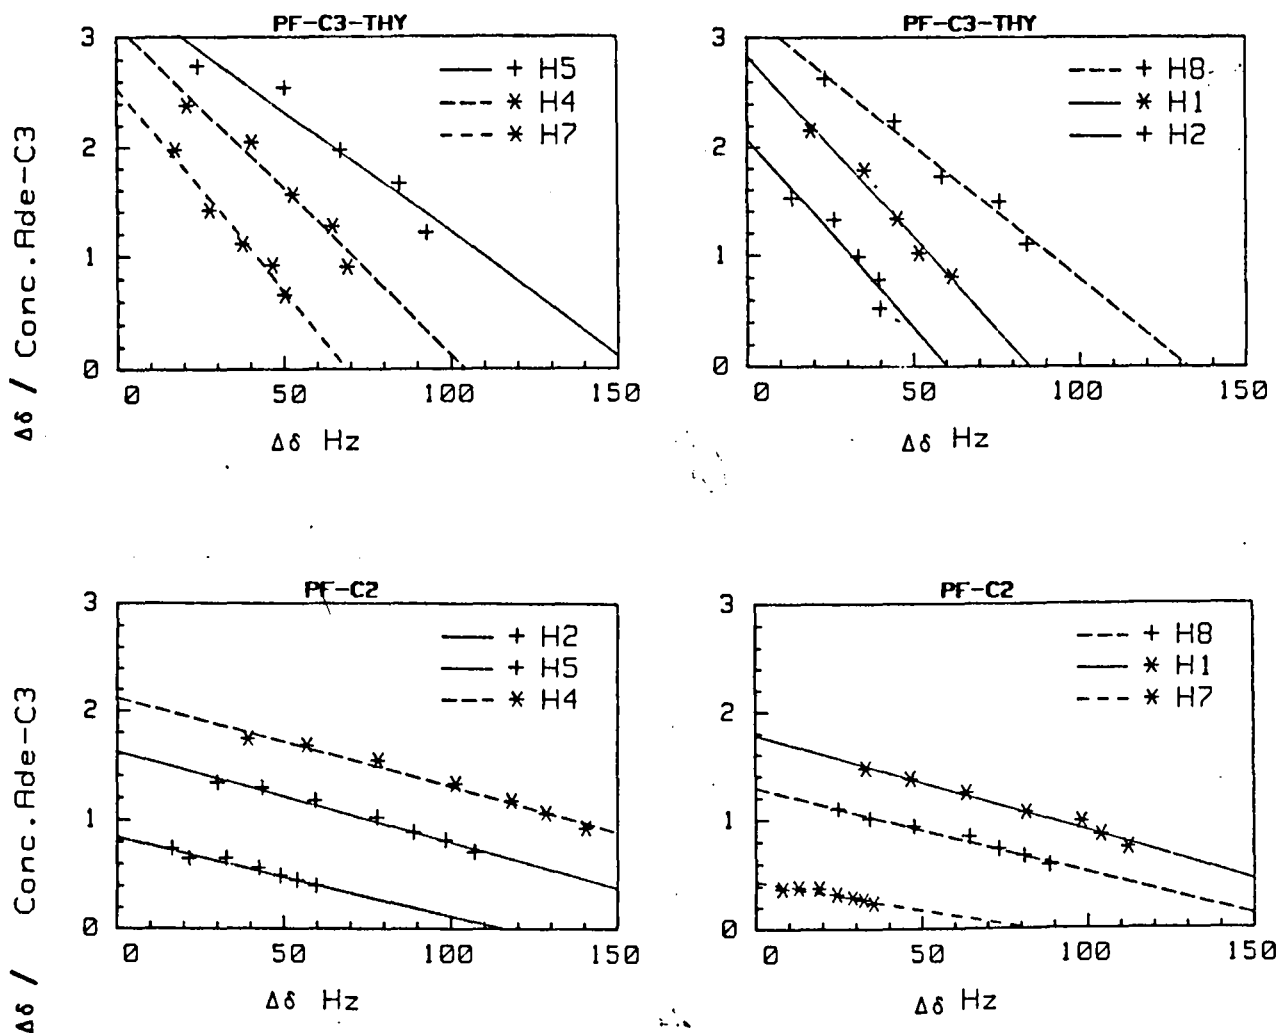 PF-C3-THY
3
2
1
0
+ H5
* H4
* H7
0 50 100 150
Δδ Hz
Δδ / Conc.Ade-C3
PF-C3-THY
3
2
1
0
+ H8
* H1
+ H2
0 50 100 150
Δδ Hz
PF-C2
3
2
1
0
+ H2
+ H5
* H4
0 50 100 150
Δδ Hz
Δδ / Conc.Ade-C3
PF-C2
3
2
1
0
+ H8
* H1
* H7
0 50 100 150
Δδ Hz